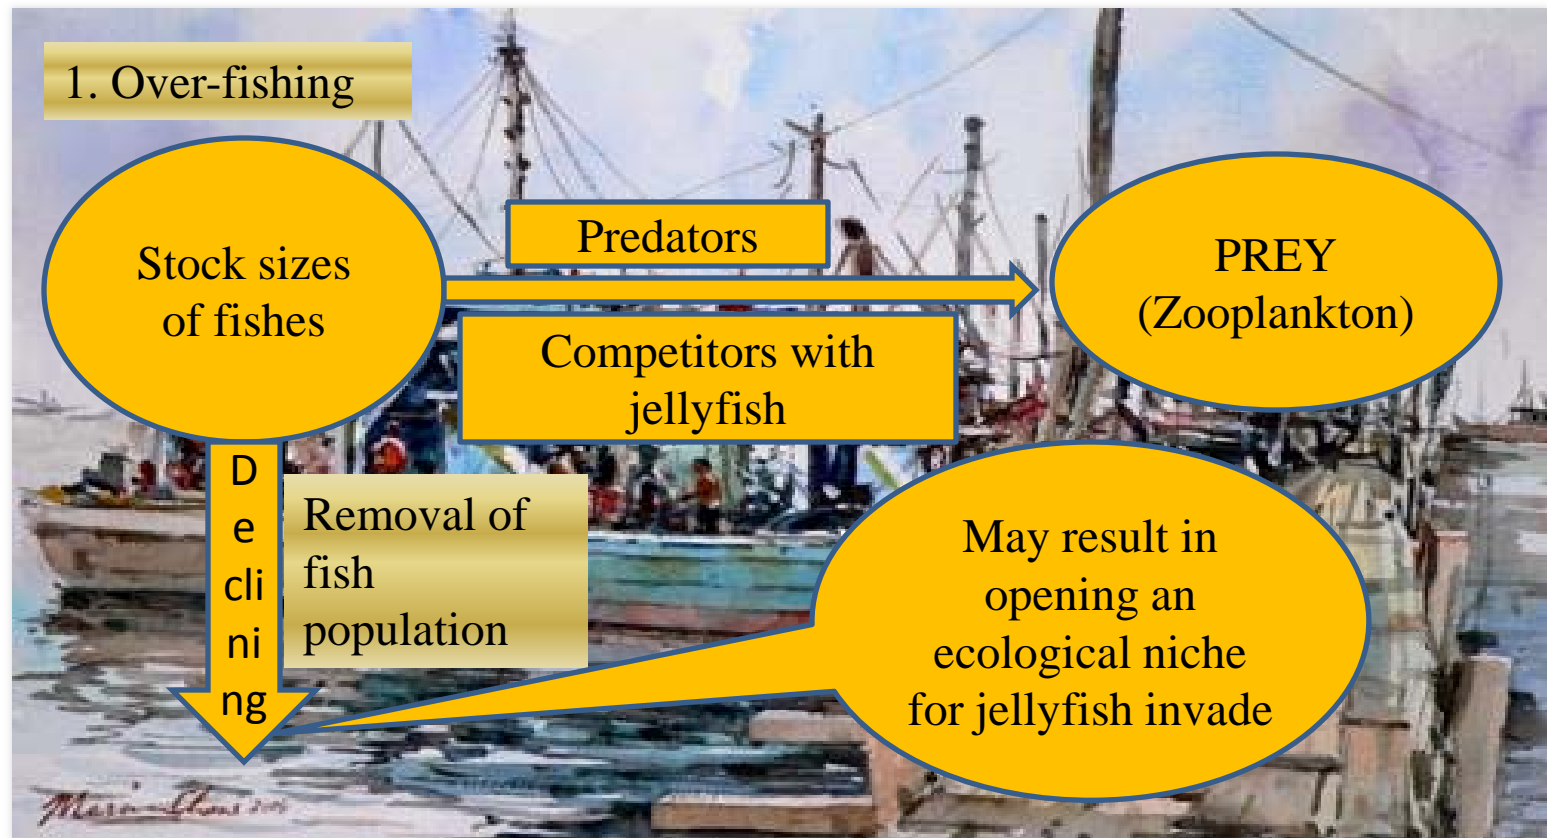 1. Over-fishing
Stock sizes
of fishes
Predators
Competitors with
jellyfish
PREY
(Zooplankton)
D
e
cli
ni
ng
Removal of
fish
population
May result in
opening an
ecological niche
for jellyfish invade